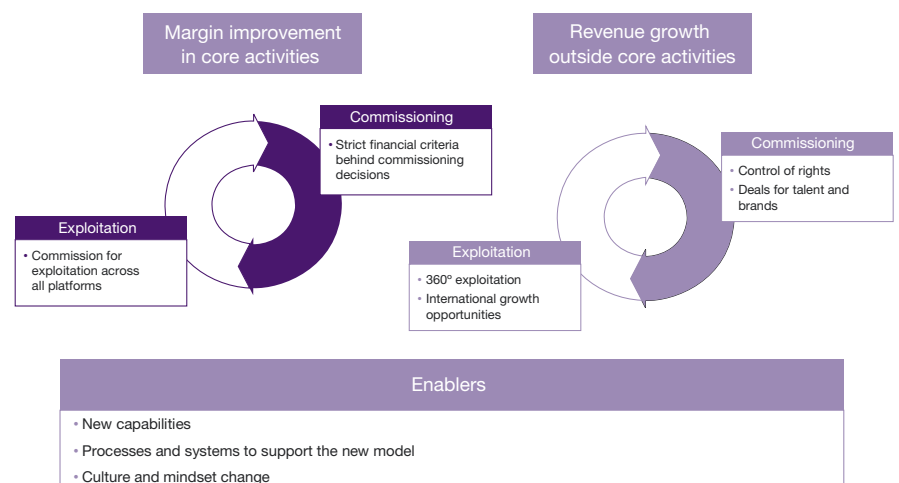 Margin improvement
in core activities
Revenue growth
outside core activities
Commissioning
• Strict financial criteria
behind commissioning
decisions
Exploitation
• Commission for
exploitation across
all platforms
Commissioning
• Control of rights
• Deals for talent and
brands
Exploitation
• 360º exploitation
• International growth
opportunities
Enablers
• New capabilities
• Processes and systems to support the new model
• Culture and mindset change